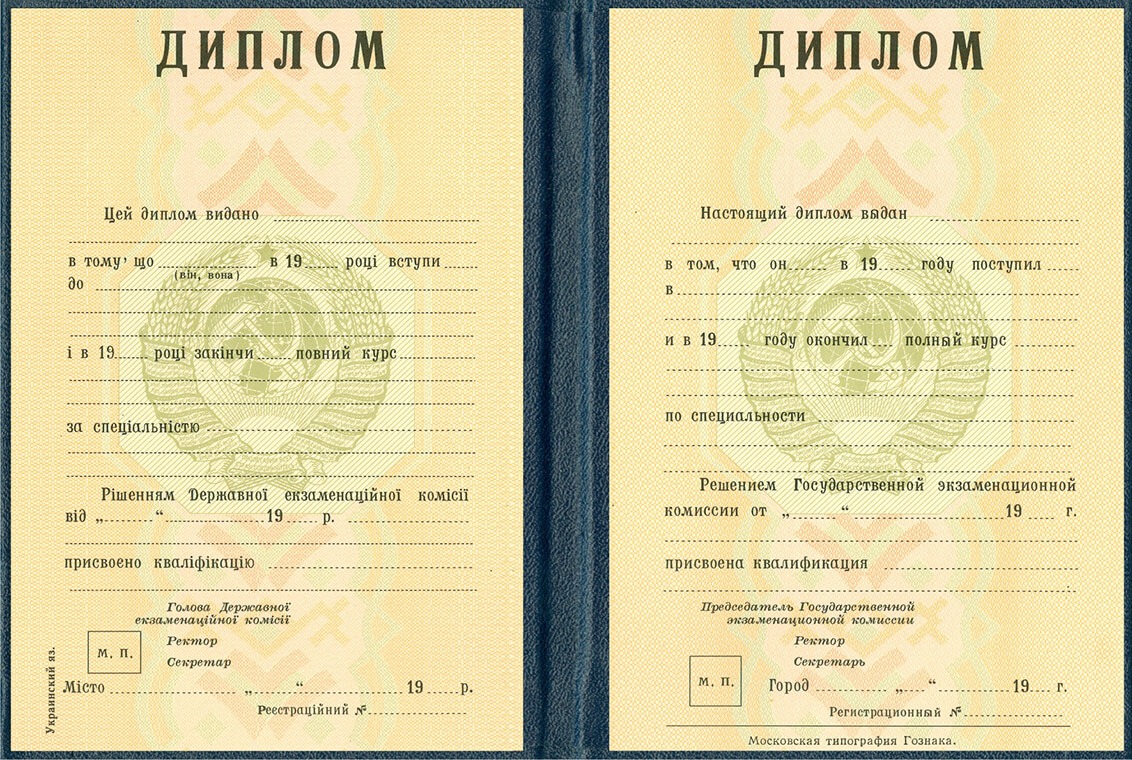 ДИПЛОМ
Цей диплом видано
в тому, що в 19 році вступи
(він, вона)
до
і в 19 році закінчи повний курс
за спеціальністю
Рішенням Державної екзаменаційної комісії
від „ “ 19 р.
присвоено кваліфікацію
Голова Державної
екзаменаційної комісії
м. п.
Ректор
Секретар
Місто „ “ 19 р.
Реєстраційний №
Украинский яз.
ДИПЛОМ
Настоящий диплом выдан
в том, что он в 19 году поступил
в
и в 19 году окончил полный курс
по специальности
Решением Государственной экзаменационной
комиссии от „ “ 19 г.
присвоена квалификация
Председатель Государственной
экзаменационной комиссии
Ректор
Секретарь
м. п.
Город „ “ 19 г.
Регистрационный №
Московская типография Гознака.